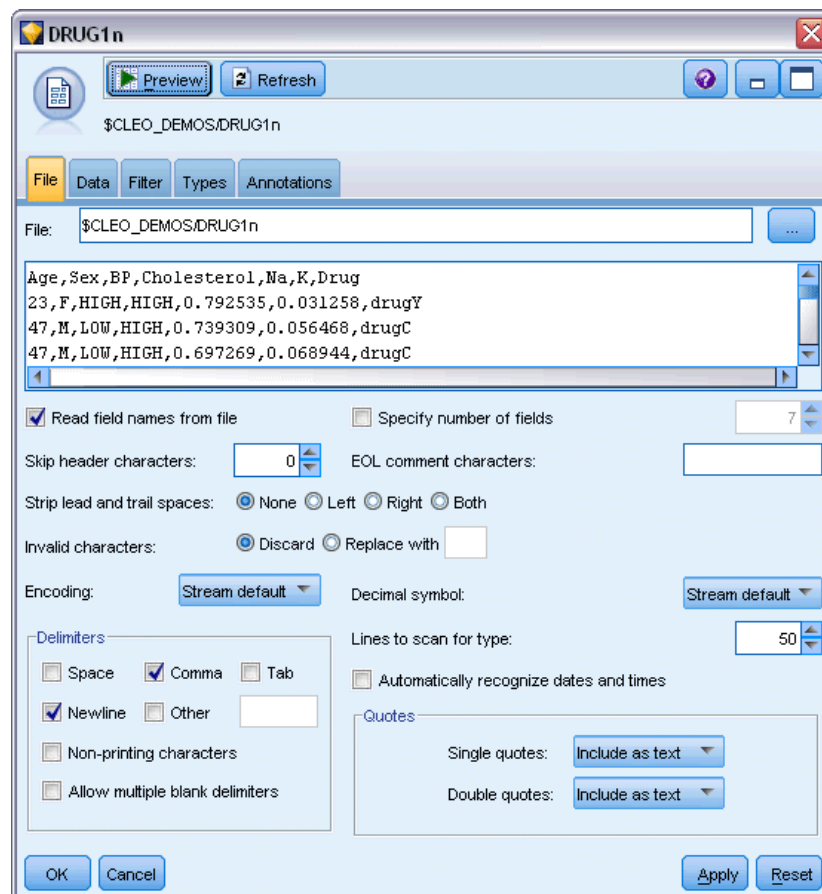 DRUG1n
Preview Refresh
$CLEO_DEMOS/DRUG1n
File Data Filter Types Annotations
File: $CLEO_DEMOS/DRUG1n ...
Age,Sex,BP,Cholesterol,Na,K,Drug
23,F,HIGH,HIGH,0.792535,0.031258,drugY
47,M,LOW,HIGH,0.739309,0.056468,drugC
47,M,LOW,HIGH,0.697269,0.068944,drugC
Read field names from file Specify number of fields 7
Skip header characters: 0 EOL comment characters:
Strip lead and trail spaces: None Left Right Both
Invalid characters: Discard Replace with
Encoding: Stream default Decimal symbol: Stream default
Delimiters Lines to scan for type: 50
Space Comma Tab Automatically recognize dates and times
Newline Other Quotes
Non-printing characters Single quotes: Include as text
Allow multiple blank delimiters Double quotes: Include as text
OK Cancel Apply Reset